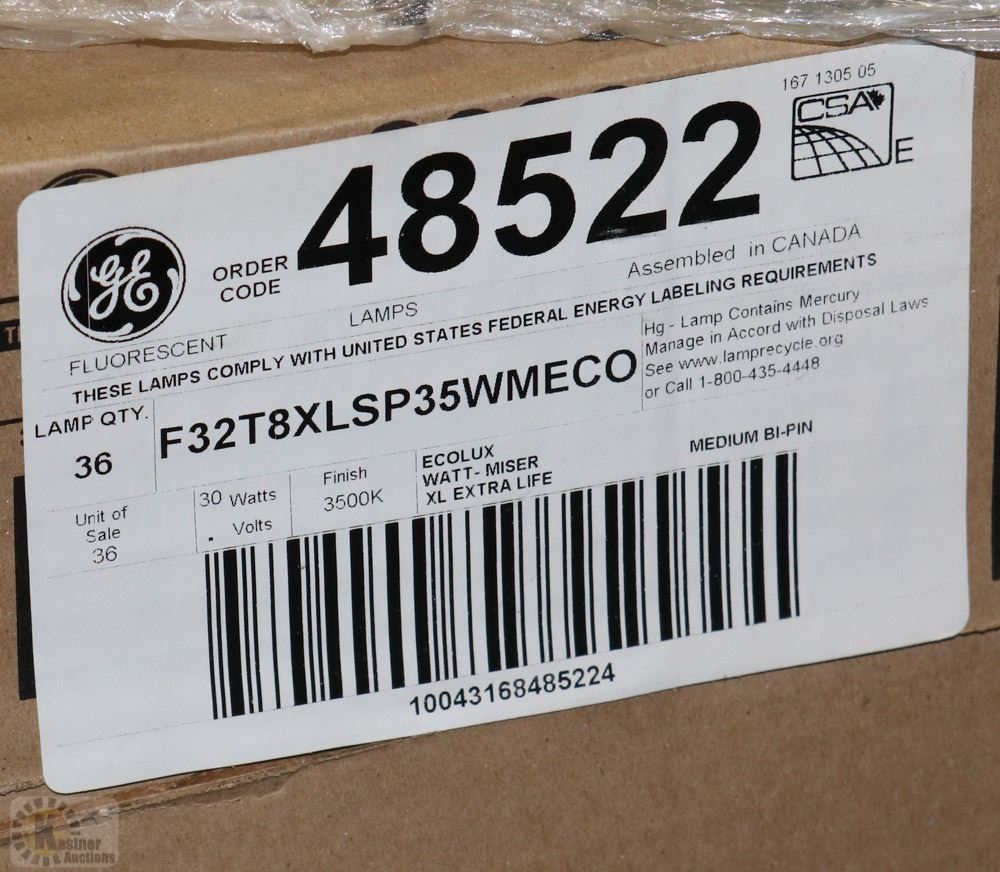 167 1305 05
CSA
E
GE
ORDER CODE
48522
Assembled in CANADA
FLUORESCENT LAMPS
THESE LAMPS COMPLY WITH UNITED STATES FEDERAL ENERGY LABELING REQUIREMENTS
LAMP QTY.
36
F32T8XLSP35WMECO
Hg - Lamp Contains Mercury
Manage in Accord with Disposal Laws
See www.lamprecycle.org
or Call 1-800-435-4448
Unit of
Sale
36
30 Watts
. Volts
Finish
3500K
ECOLUX
WATT- MISER
XL EXTRA LIFE
MEDIUM BI-PIN
10043168485224
Kastner
Auctions